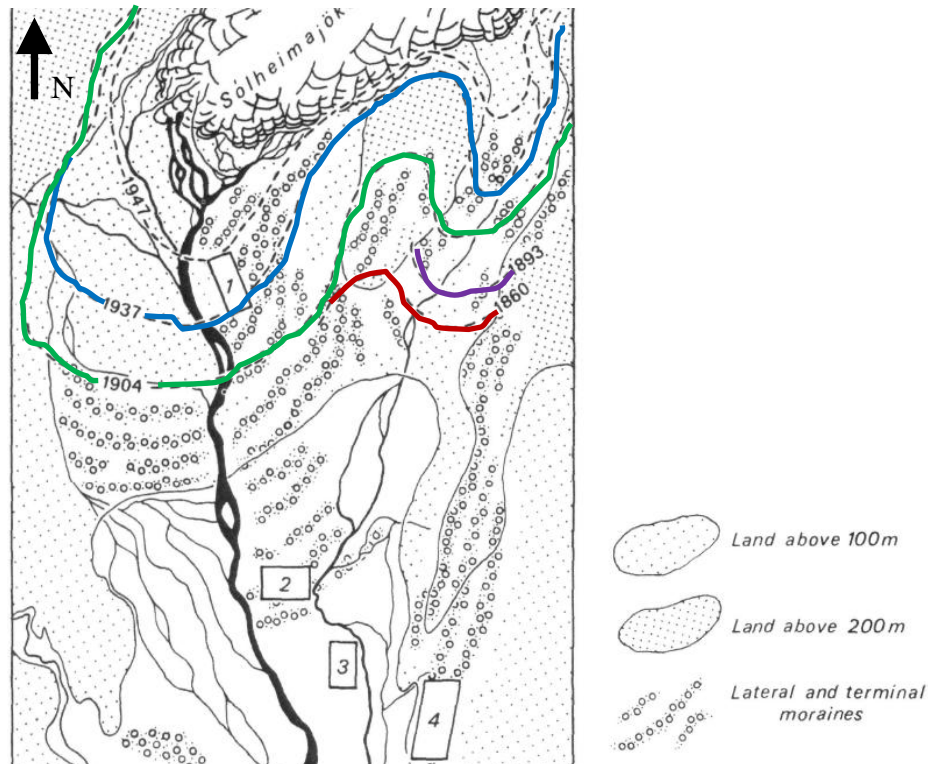 N
Sólheimajök
1947
1
1893
1860
1937
1904
2
3
4
Land above 100m
Land above 200m
Lateral and terminal
moraines